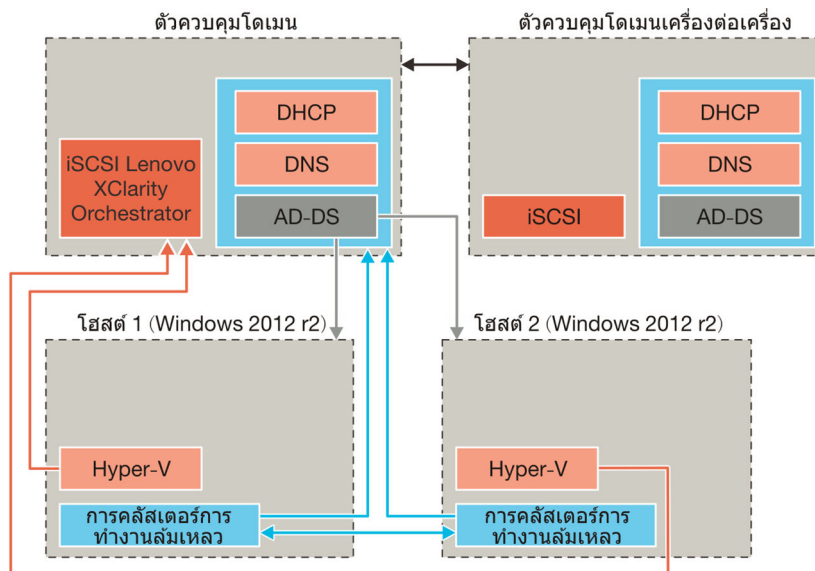 ตัวควบคุมโดเมน
ตัวควบคุมโดเมนเครื่องต่อเครื่อง
iSCSI Lenovo
XClarity
Orchestrator
DHCP
DNS
AD-DS
iSCSI
DHCP
DNS
AD-DS
โฮสต์ 1 (Windows 2012 r2)
โฮสต์ 2 (Windows 2012 r2)
Hyper-V
การคลัสเตอร์การ
ทำงานล้มเหลว
Hyper-V
การคลัสเตอร์การ
ทำงานล้มเหลว